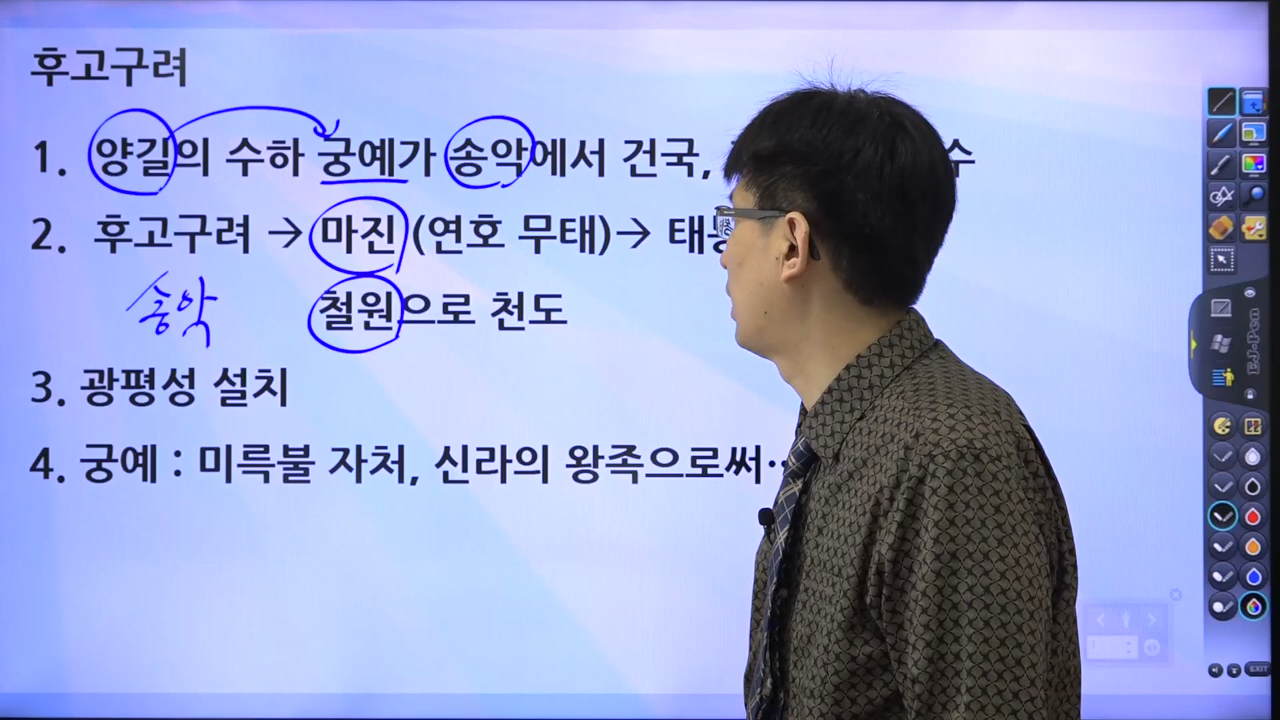 후고구려
1. 양길의 수하 궁예가 송악에서 건국, 수
2. 후고구려 → 마진 (연호 무태)→ 태
송악 철원으로 천도
3. 광평성 설치
4. 궁예 : 미륵불 자처, 신라의 왕족으로써…
E.J-Pen
EXIT